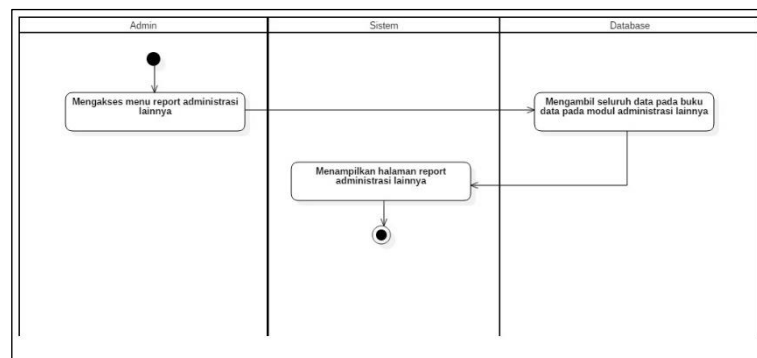 Admin
Sistem
Database
Mengakses menu report administrasi
lainnya
Mengambil seluruh data pada buku
data pada modul administrasi lainnya
Menampilkan halaman report
administrasi lainnya